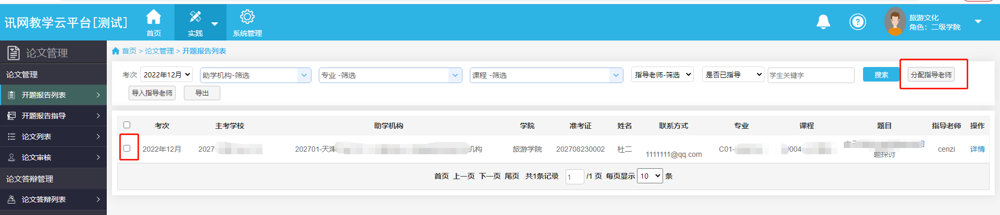 讯网教学云平台[测试]
首页
实践
系统管理
旅游文化
角色：二级学院
论文管理
论文管理
开题报告列表
开题报告指导
论文列表
论文审核
论文答辩管理
论文答辩列表
首页 > 论文管理 > 开题报告列表
考次 2022年12月 助学机构-筛选 专业 -筛选 课程 -筛选 指导老师-筛选 是否已指导 学生关键字 搜索 分配指导老师
导入指导老师 导出
考次 主考学校 助学机构 学院 准考证 姓名 联系方式 专业 课程 题目 指导老师 操作
2022年12月 2027 202701-天津 机构 旅游学院 202708230002 杜二 1111111@qq.com C01- 0004 题探讨 cenzi 详情
首页 上一页 下一页 尾页 共1条记录 1 /1 页 每页显示 10 条